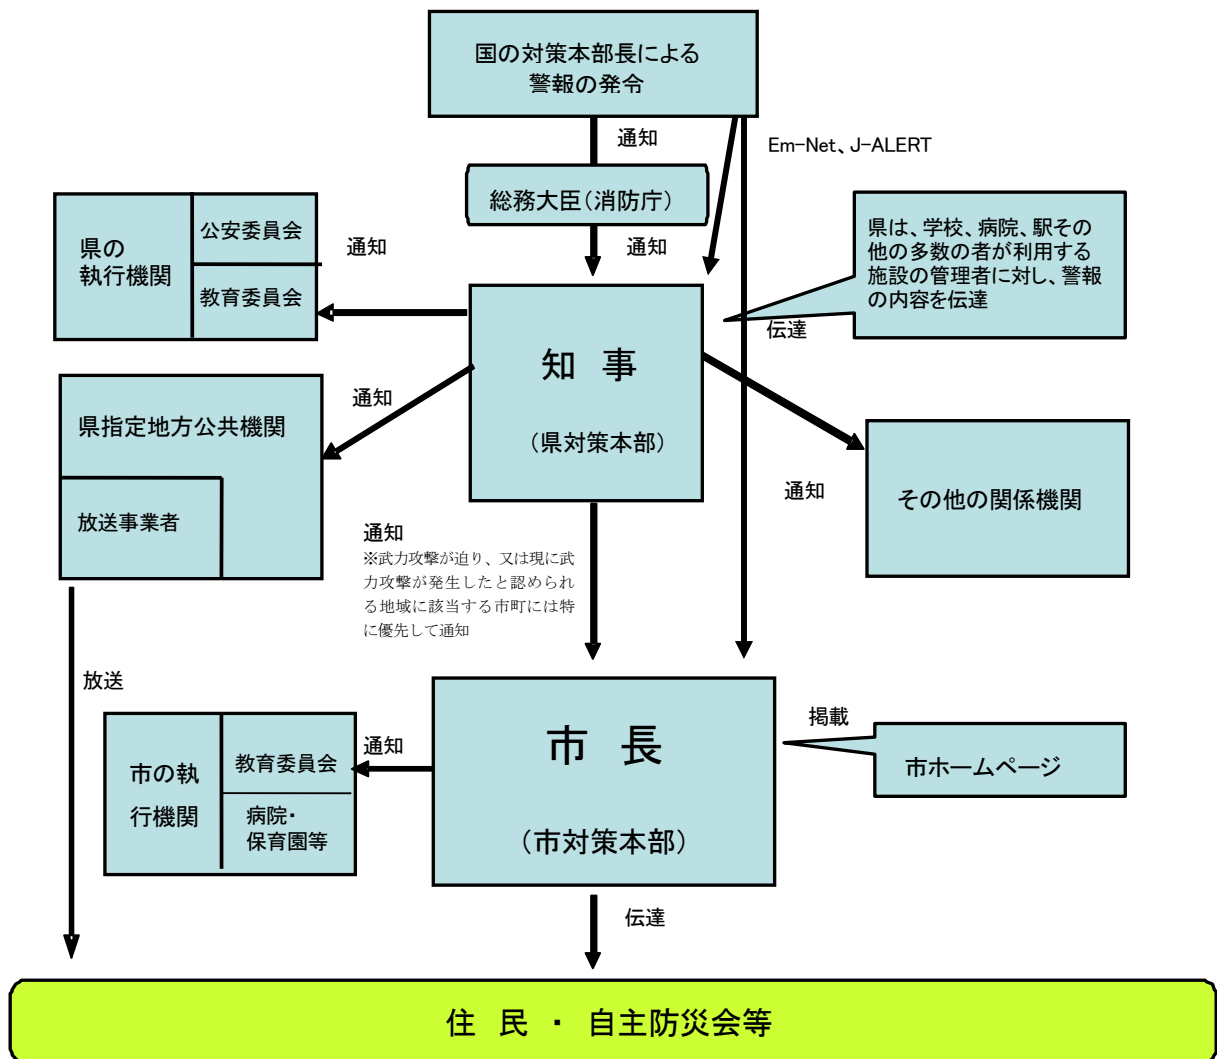 国の対策本部長による
警報の発令
通知
Em-Net、J-ALERT
総務大臣(消防庁)
通知
県の
執行機関
公安委員会
教育委員会
通知
県は、学校、病院、駅その
他の多数の者が利用する
施設の管理者に対し、警報
の内容を伝達
伝達
知 事
(県対策本部)
通知
県指定地方公共機関
放送事業者
通知
その他の関係機関
通知
※武力攻撃が迫り、又は現に武
力攻撃が発生したと認められ
る地域に該当する市町には特
に優先して通知
放送
市の執
行機関
教育委員会
病院・
保育園等
通知
市 長
(市対策本部)
掲載
市ホームページ
伝達
住 民 ・ 自主防災会等